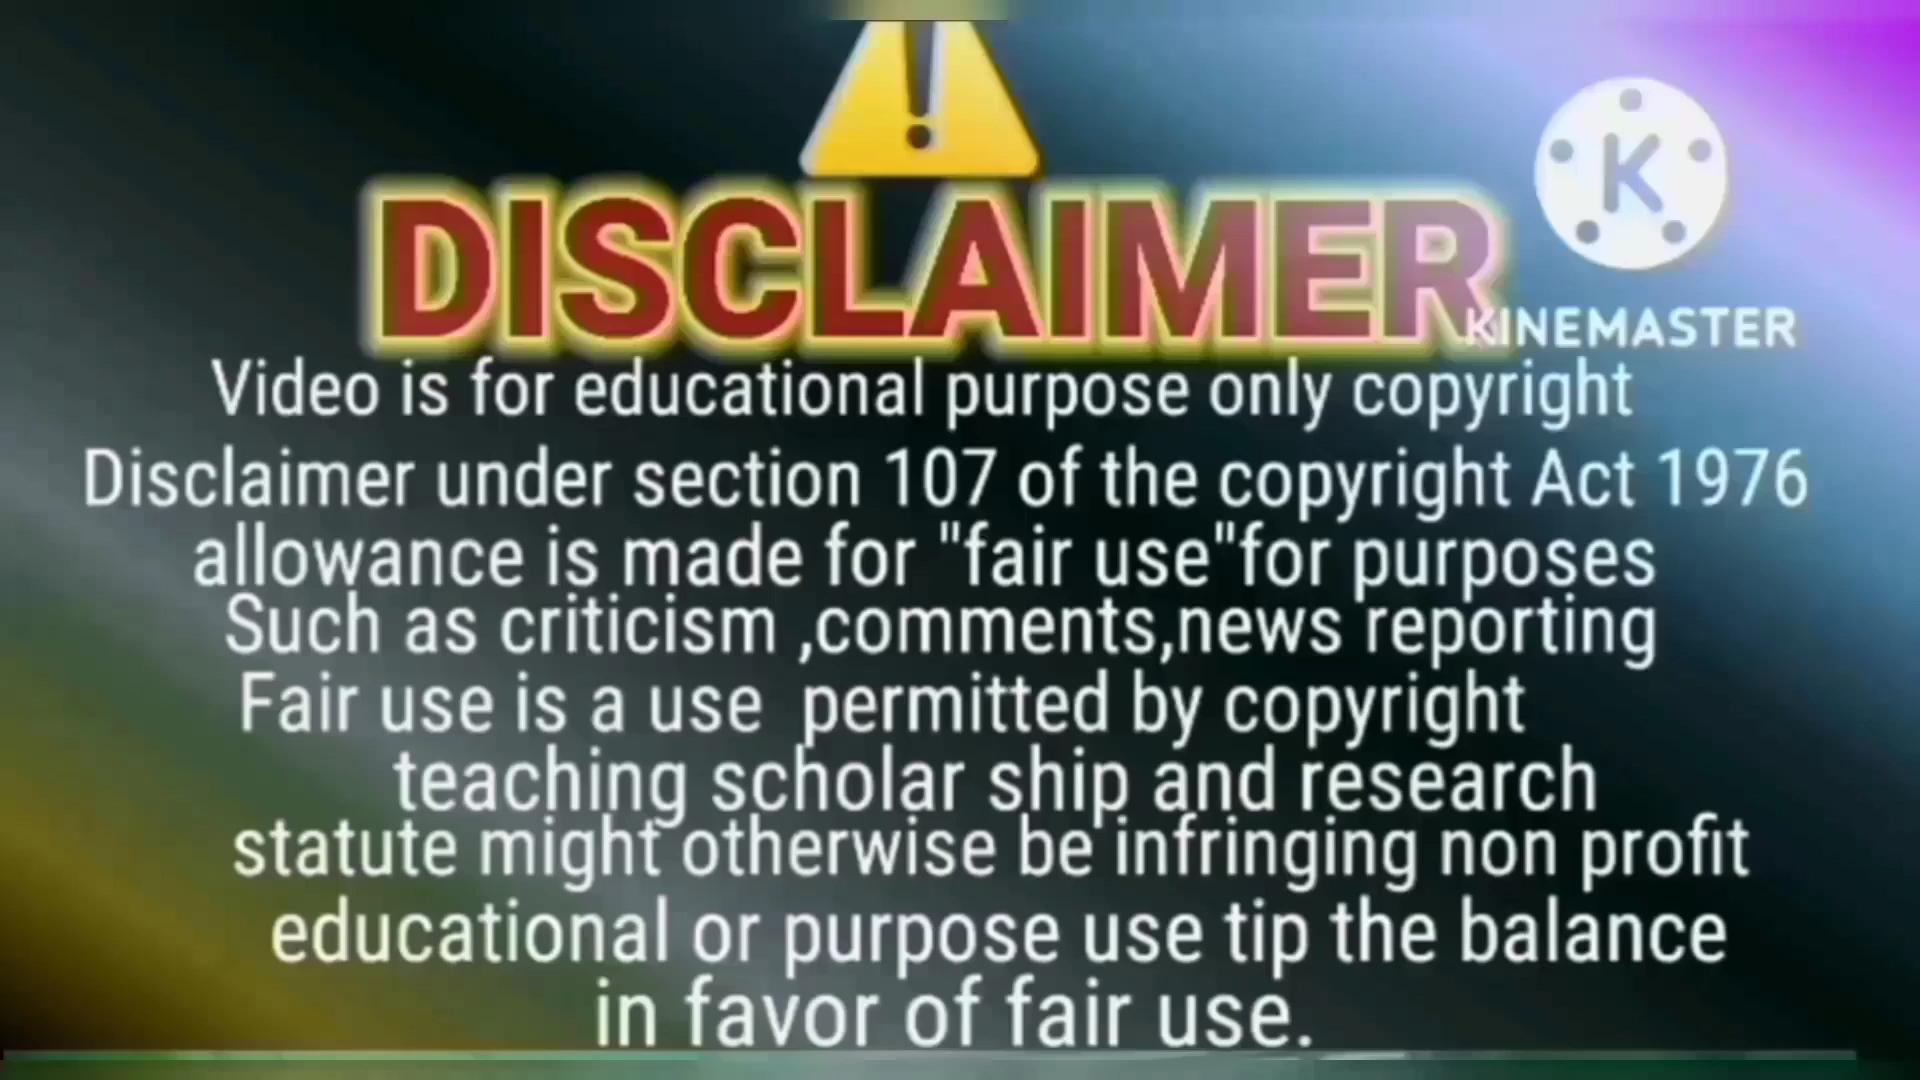 DISCLAIMER
K
KINEMASTER
Video is for educational purpose only copyright
Disclaimer under section 107 of the copyright Act 1976
allowance is made for "fair use"for purposes
Such as criticism ,comments,news reporting
Fair use is a use permitted by copyright
teaching scholar ship and research
statute might otherwise be infringing non profit
educational or purpose use tip the balance
in favor of fair use.